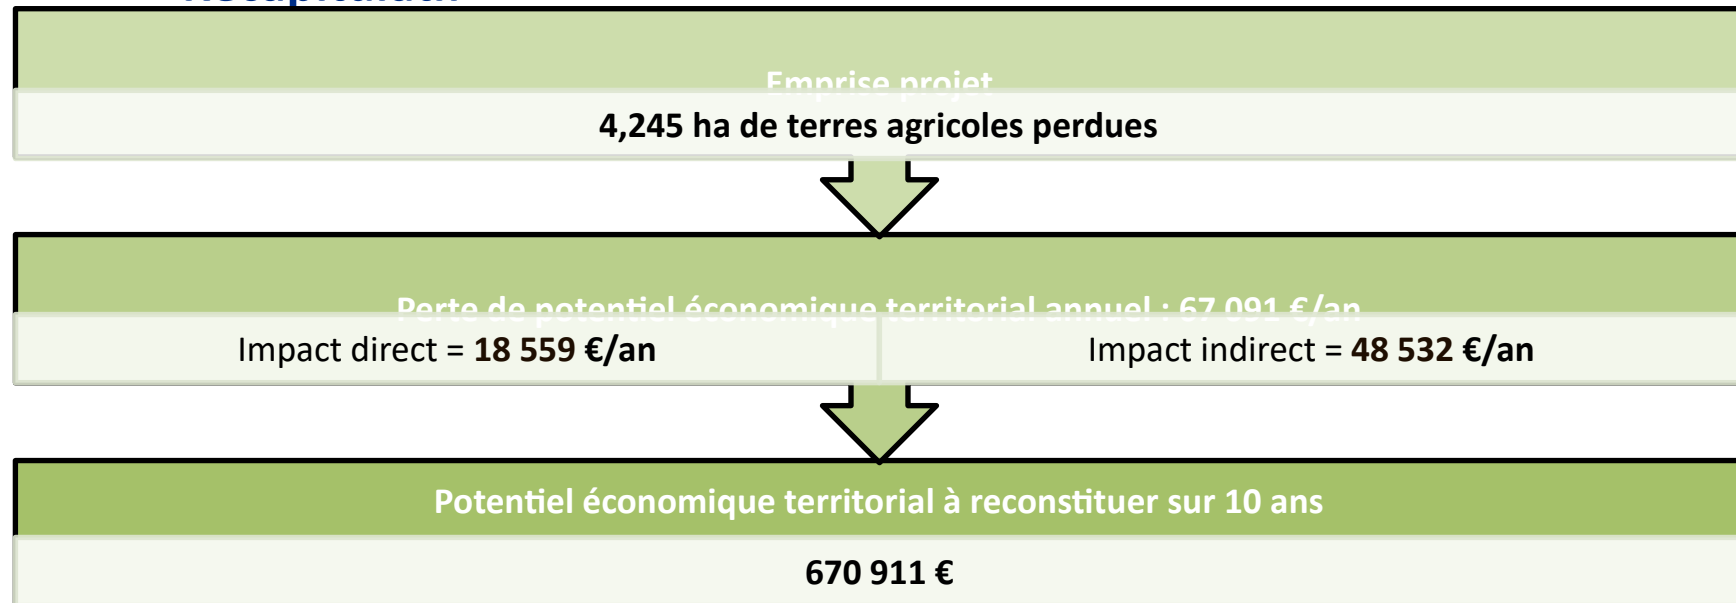 Récapitulatif
Emprise projet
4,245 ha de terres agricoles perdues
Perte de potentiel économique territorial annuel : 67 091 €/an
Impact direct = 18 559 €/an
Impact indirect = 48 532 €/an
Potentiel économique territorial à reconstituer sur 10 ans
670 911 €